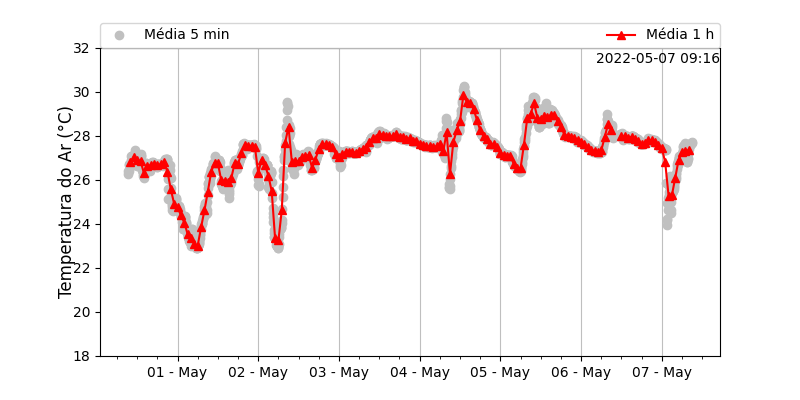 Média 5 min
Média 1 h
2022-05-07 09:16
Temperatura do Ar (°C)
32
30
28
26
24
22
20
18
01 - May
02 - May
03 - May
04 - May
05 - May
06 - May
07 - May